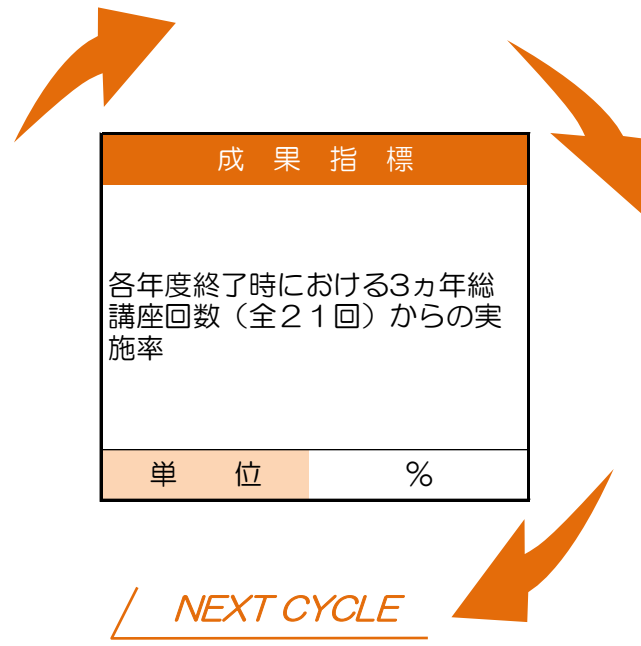 成果指標
各年度終了時における3ヵ年総
講座回数（全２１回）からの実
施率
単位 %
NEXT CYCLE